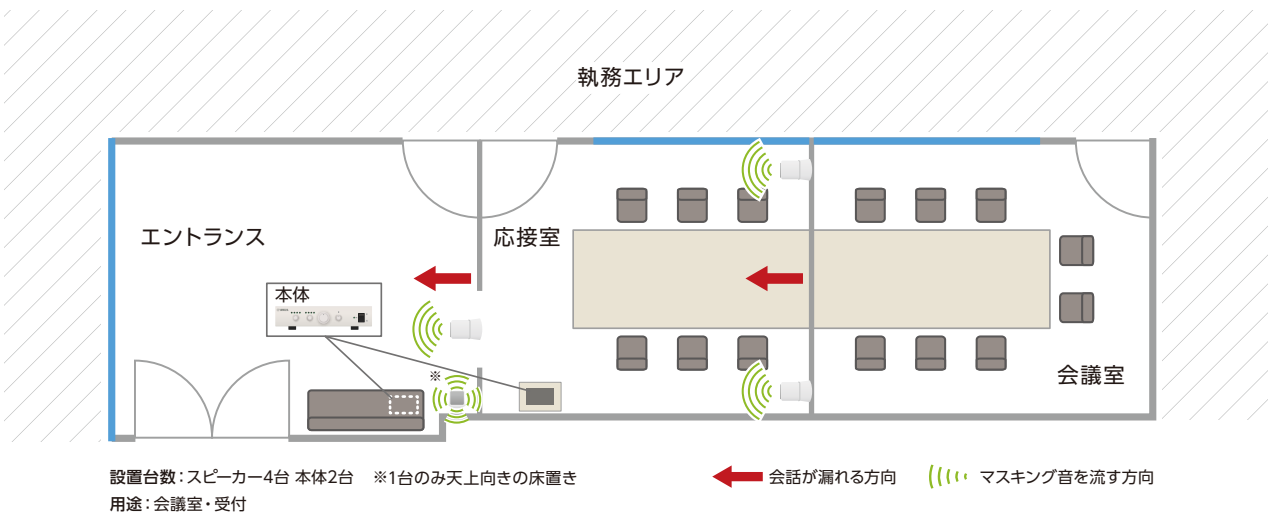 執務エリア
エントランス
応接室
本体
※
会議室
設置台数：スピーカー4台 本体2台　※1台のみ天上向きの床置き
会話が漏れる方向
マスキング音を流す方向
用途：会議室・受付